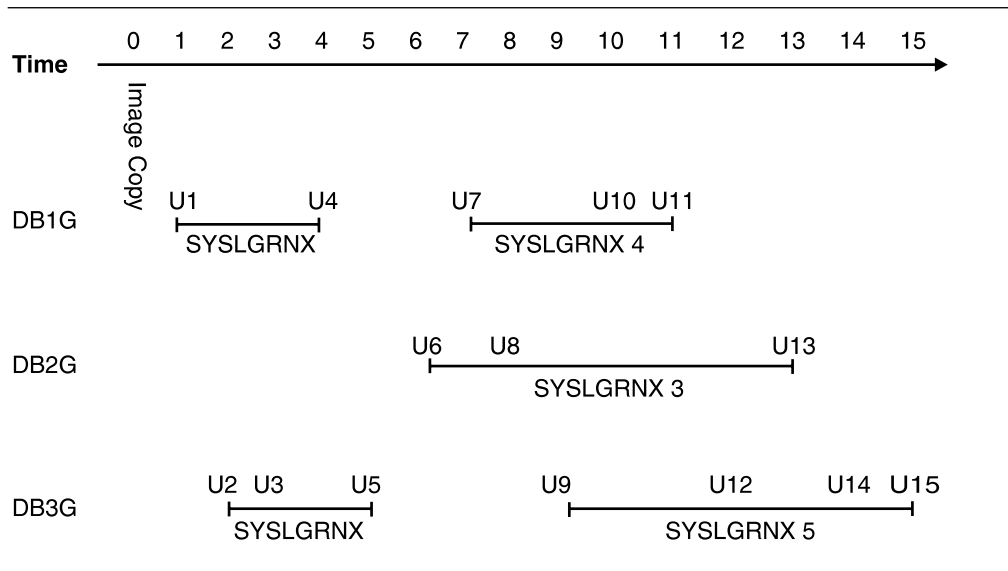 0 1 2 3 4 5 6 7 8 9 10 11 12 13 14 15
Time
Image Copy
U1 U4 U7 U10 U11
DB1G
SYSLGRNX SYSLGRNX 4
U6 U8 U13
DB2G
SYSLGRNX 3
U2 U3 U5 U9 U12 U14 U15
DB3G
SYSLGRNX SYSLGRNX 5